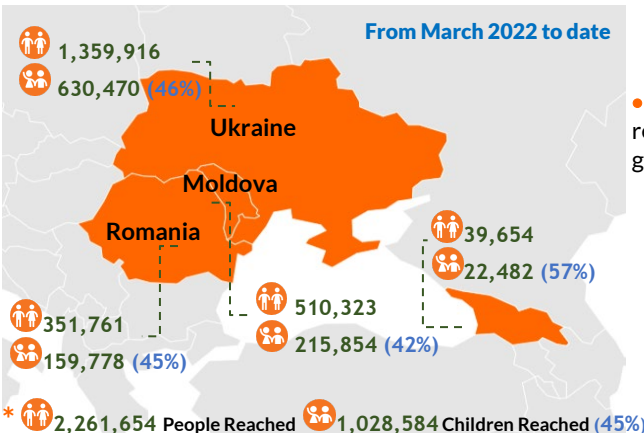 From March 2022 to date
1,359,916
630,470 (46%)
Ukraine
Moldova
Romania
39,654
22,482 (57%)
510,323
215,854 (42%)
351,761
159,778 (45%)
* 2,261,654 People Reached 1,028,584 Children Reached (45%)